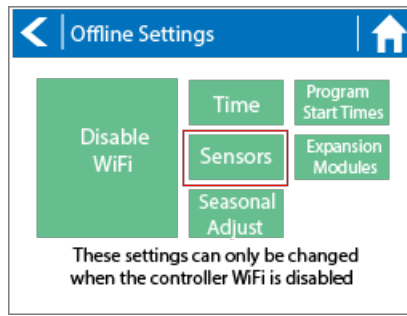 Offline Settings
Disable
WiFi
Time
Sensors
Seasonal
Adjust
Program
Start Times
Expansion
Modules
These settings can only be changed
when the controller WiFi is disabled